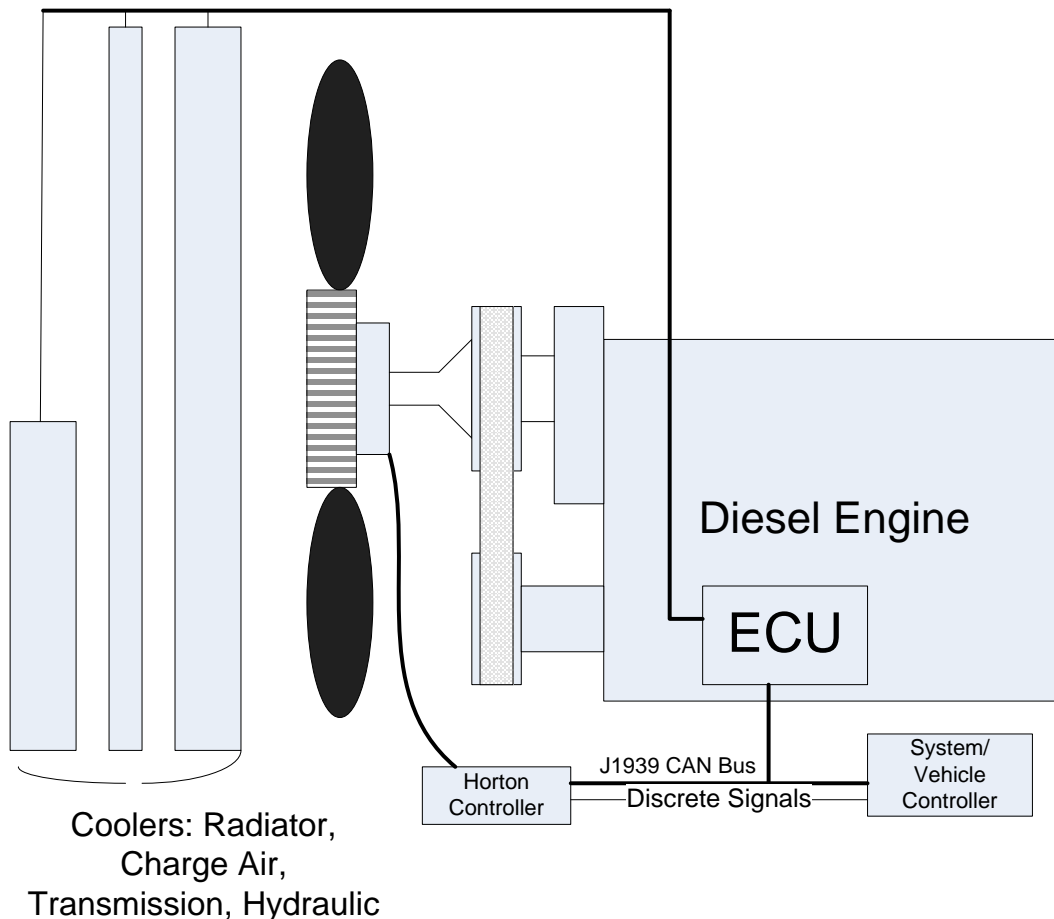 Diesel Engine
ECU
J1939 CAN Bus
Discrete Signals
Horton
Controller
System/
Vehicle
Controller
Coolers: Radiator,
Charge Air,
Transmission, Hydraulic